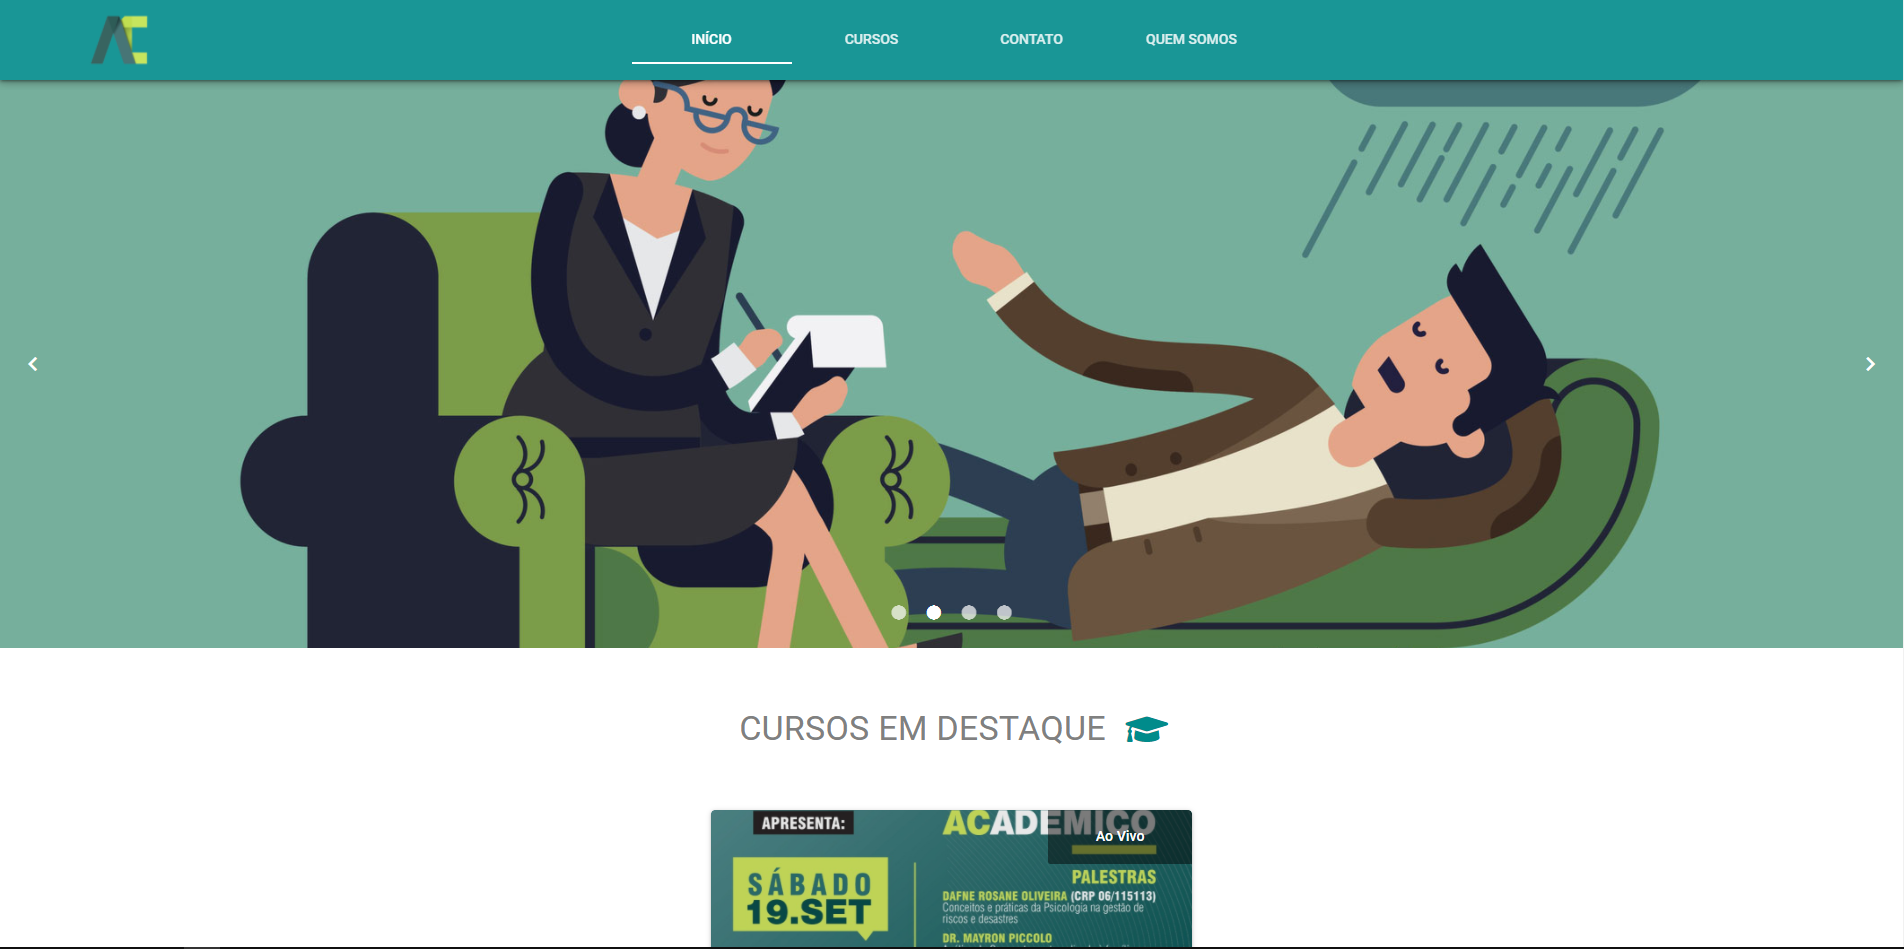 AC
INÍCIO
CURSOS
CONTATO
QUEM SOMOS
CURSOS EM DESTAQUE
APRESENTA:
ACADEMICO
Ao Vivo
SÁBADO
19.SET
PALESTRAS
DAFNE ROSANE OLIVEIRA (CRP 06/115113)
Conceitos e práticas da Psicologia na gestão de
riscos e desastres
DR. MAYRON PICCOLO